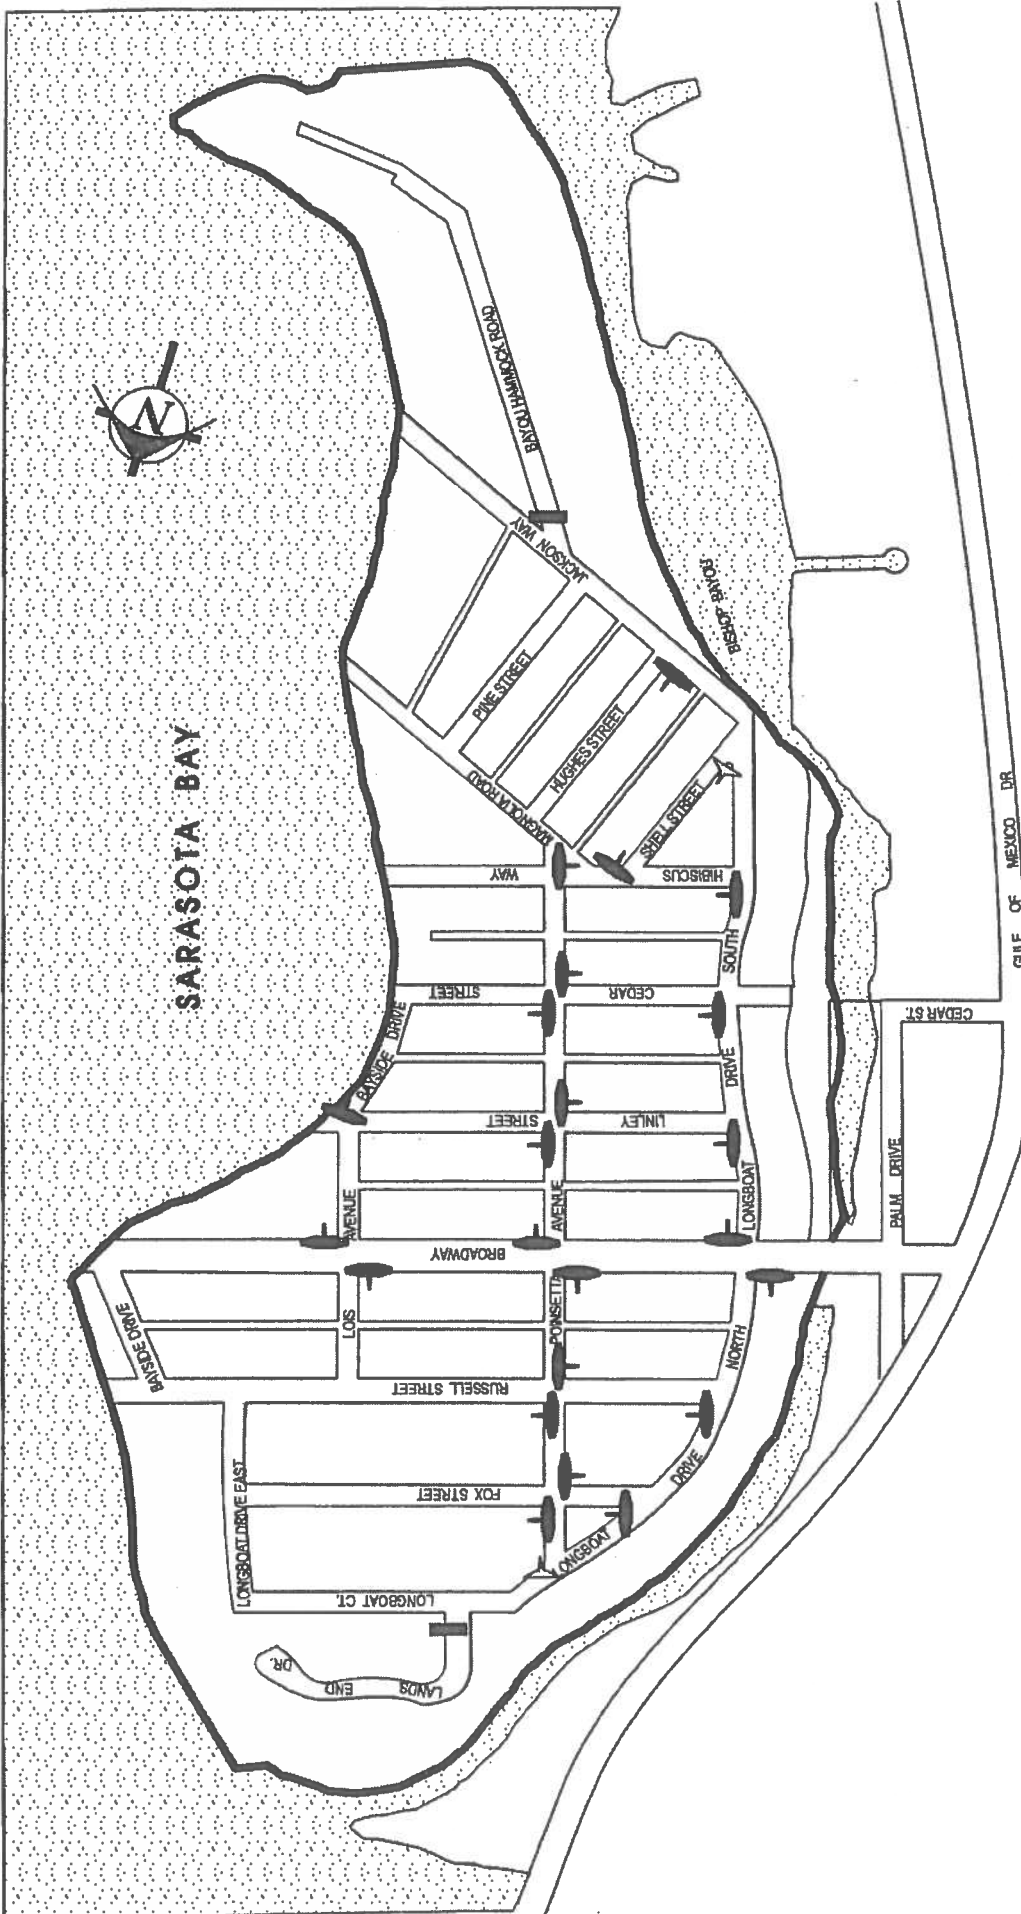 N
SARASOTA BAY
BAYOU HAMMOCK ROAD
JACKSON WAY
BISHOP BAYOU
PINE STREET
HUGHES STREET
MAGNOLIA ROAD
SHELL STREET
HIBISCUS
WAY
SOUTH
GULF OF MEXICO DR
CEDAR
STREET
CEDAR ST.
BAYSIDE DRIVE
DRIVE
LINLEY
STREET
PALM DRIVE
LONGBOAT
AVENUE
AVENUE
BROADWAY
BAYSIDE DRIVE
LOIS
POINSETTA
NORTH
RUSSELL STREET
DRIVE
LONGBOAT DRIVE EAST
FOX STREET
LONGBOAT
LONGBOAT CT.
LANDS
END
DR.